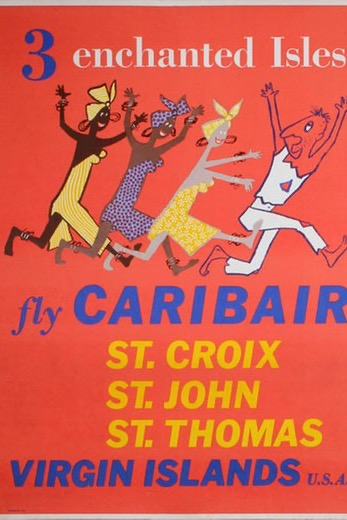 3 enchanted Isles
fly CARIBAIR
ST. CROIX
ST. JOHN
ST. THOMAS
VIRGIN ISLANDS U.S.A.